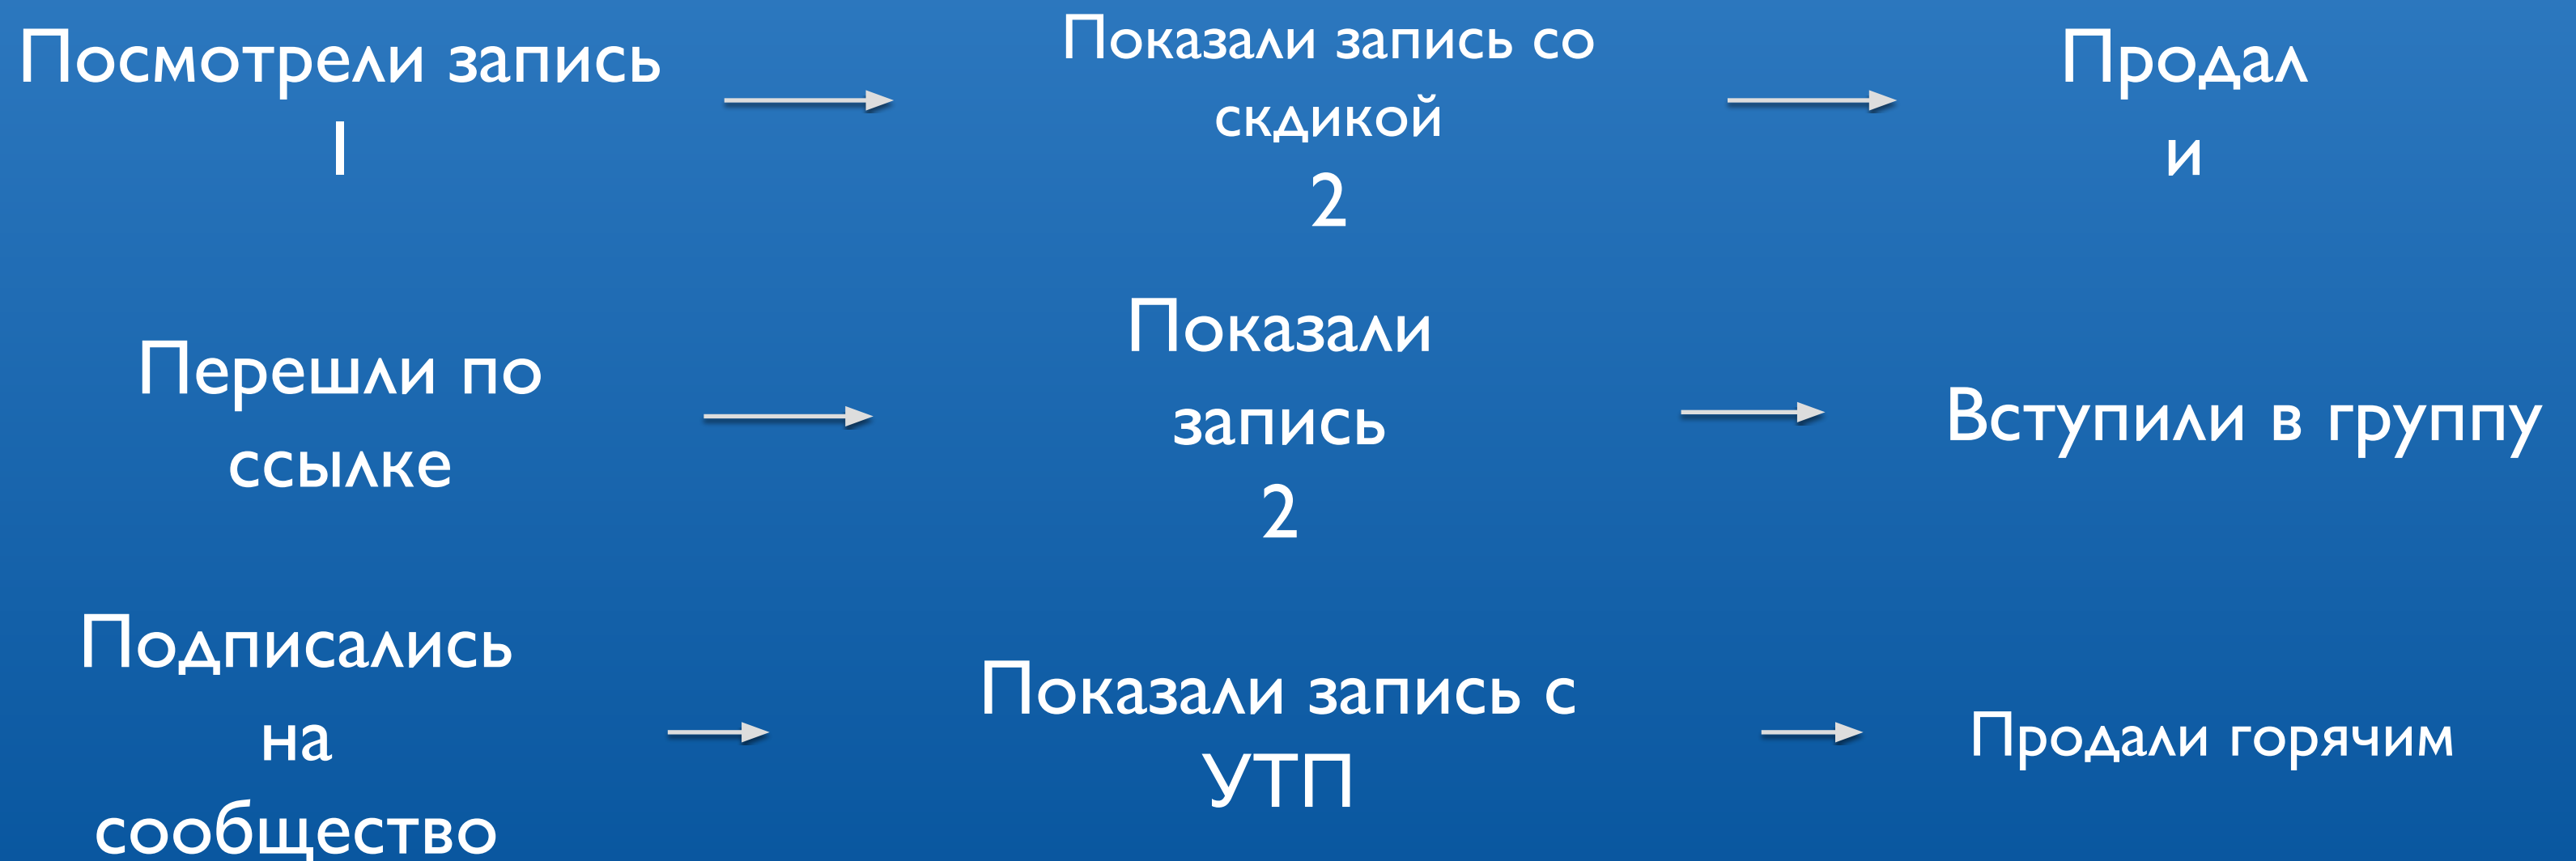 Посмотрели запись
1
Показали запись со
скдикой
2
Продал
и
Перешли по
ссылке
Показали
запись
2
Вступили в группу
Подписались
на
сообщество
Показали запись с
УТП
Продали горячим